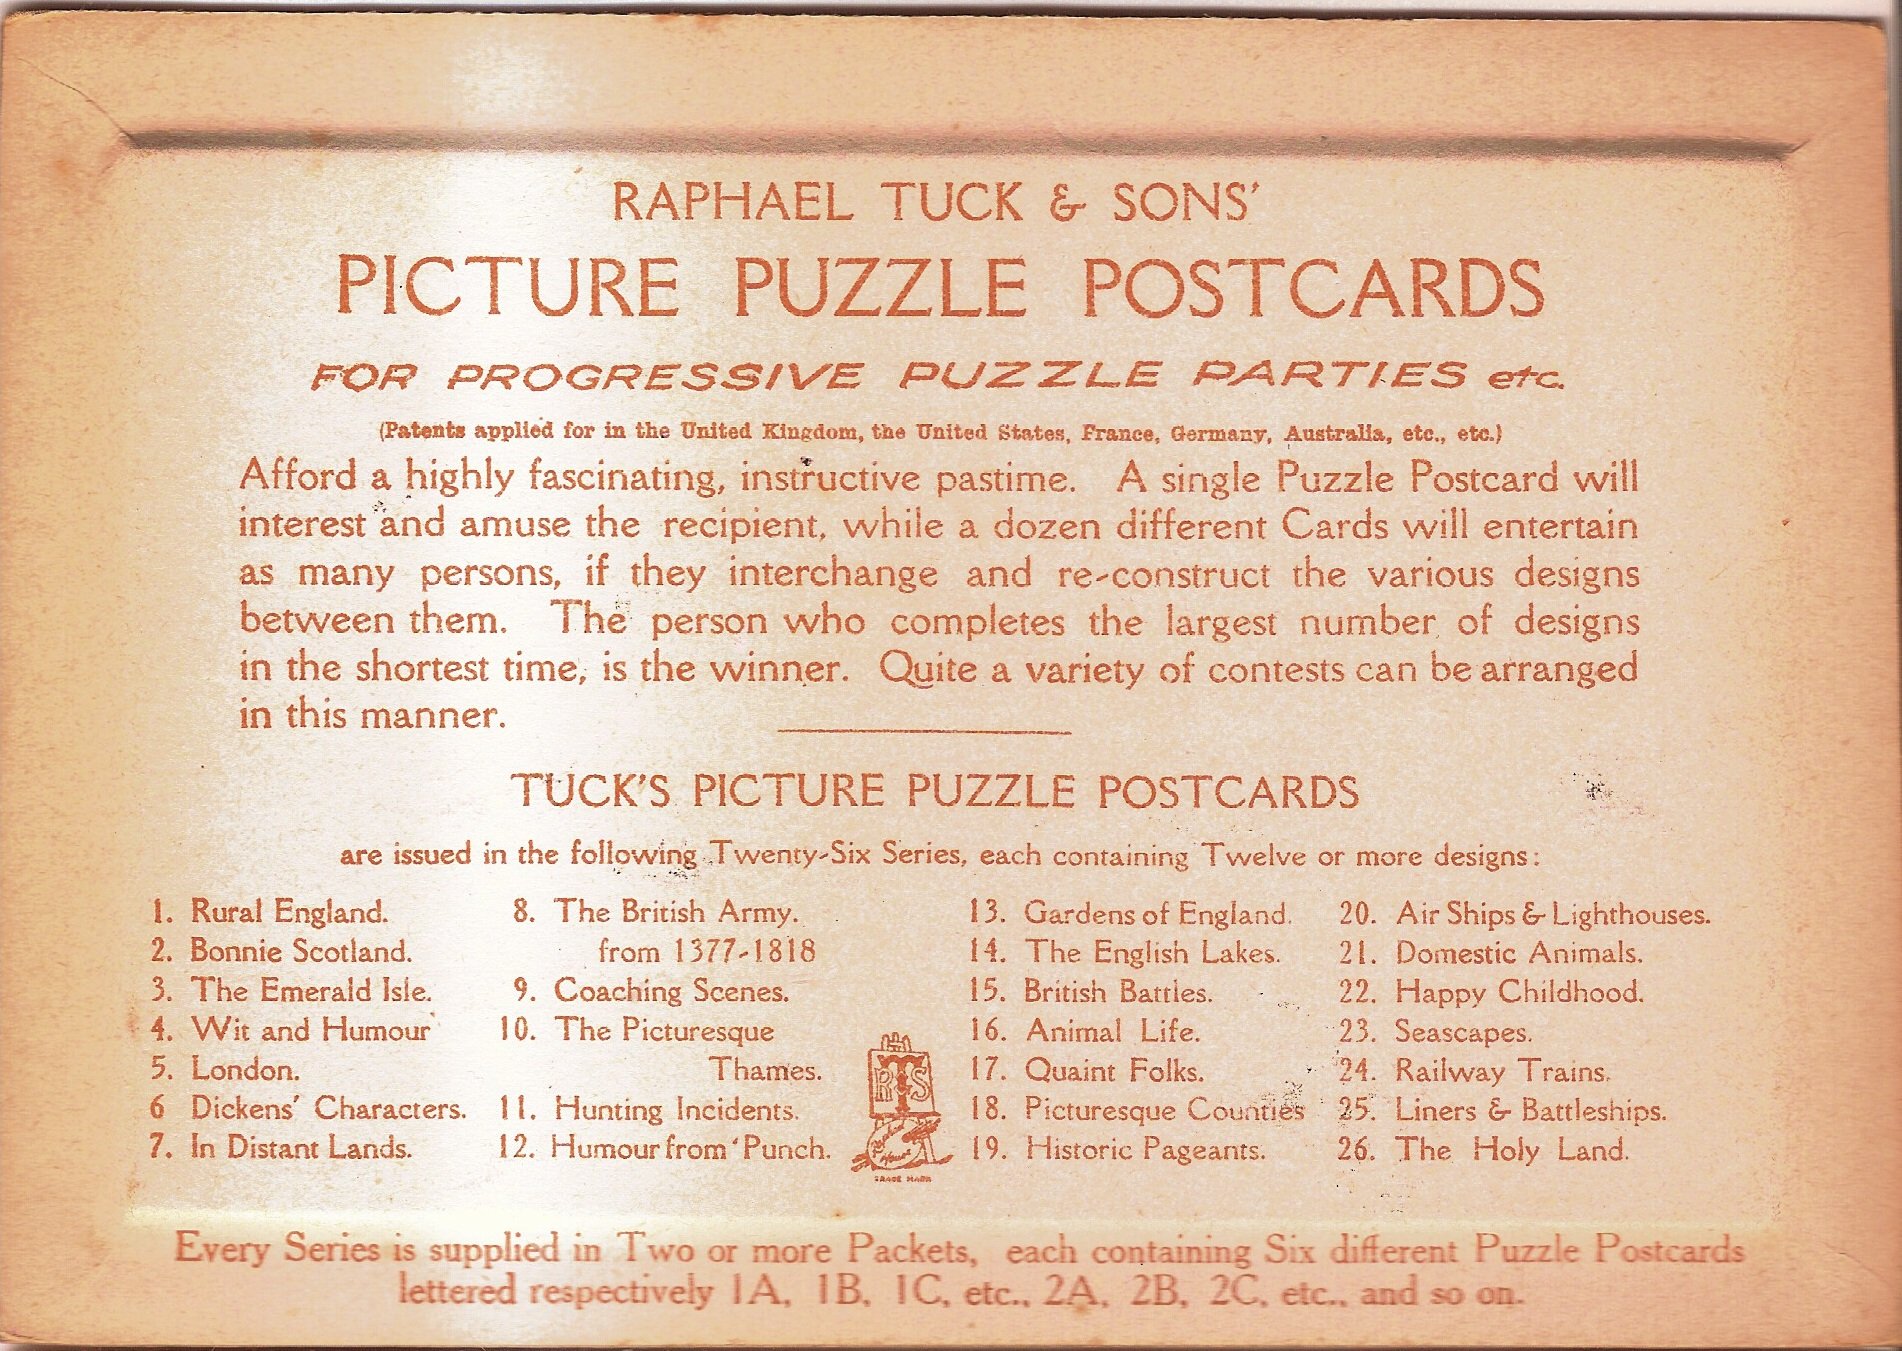 RAPHAEL TUCK & SONS'
PICTURE PUZZLE POSTCARDS
FOR PROGRESSIVE PUZZLE PARTIES etc.
(Patents applied for in the United Kingdom, the United States, France, Germany, Australia, etc., etc.)
Afford a highly fascinating, instructive pastime. A single Puzzle Postcard will
interest and amuse the recipient, while a dozen different Cards will entertain
as many persons, if they interchange and re-construct the various designs
between them. The person who completes the largest number of designs
in the shortest time, is the winner. Quite a variety of contests can be arranged
in this manner.
TUCK'S PICTURE PUZZLE POSTCARDS
are issued in the following Twenty-Six Series, each containing Twelve or more designs:
1. Rural England.
2. Bonnie Scotland.
3. The Emerald Isle.
4. Wit and Humour
5. London.
6 Dickens' Characters.
7. In Distant Lands.
8. The British Army.
from 1377-1818
9. Coaching Scenes.
10. The Picturesque
Thames.
11. Hunting Incidents.
12. Humour from 'Punch.
RTS
TRADE MARK
13. Gardens of England.
14. The English Lakes.
15. British Battles.
16. Animal Life.
17. Quaint Folks.
18. Picturesque Counties
19. Historic Pageants.
20. Air Ships & Lighthouses.
21. Domestic Animals.
22. Happy Childhood.
23. Seascapes.
24. Railway Trains.
25. Liners & Battleships.
26. The Holy Land.
Every Series is supplied in Two or more Packets, each containing Six different Puzzle Postcards
lettered respectively 1A, 1B, 1C, etc., 2A, 2B, 2C, etc., and so on.